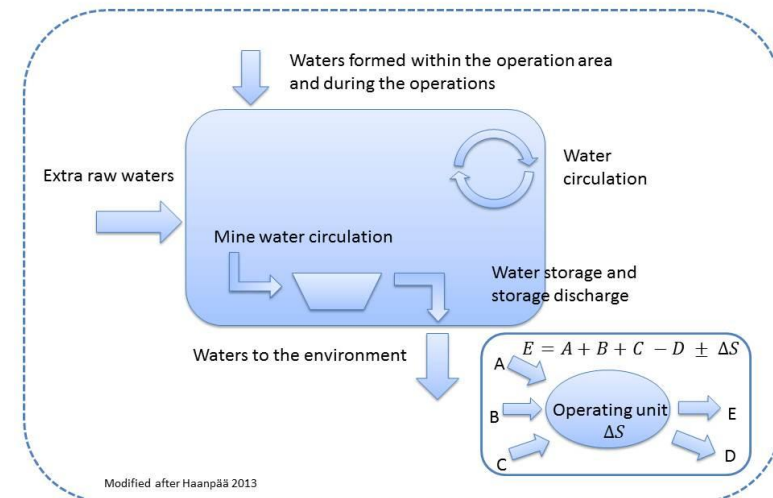 Waters formed within the operation area
and during the operations
Extra raw waters
Water
circulation
Mine water circulation
Water storage and
storage discharge
Waters to the environment
E = A + B + C − D ± ΔS
A
B
C
Operating unit
ΔS
E
D
Modified after Haanpää 2013